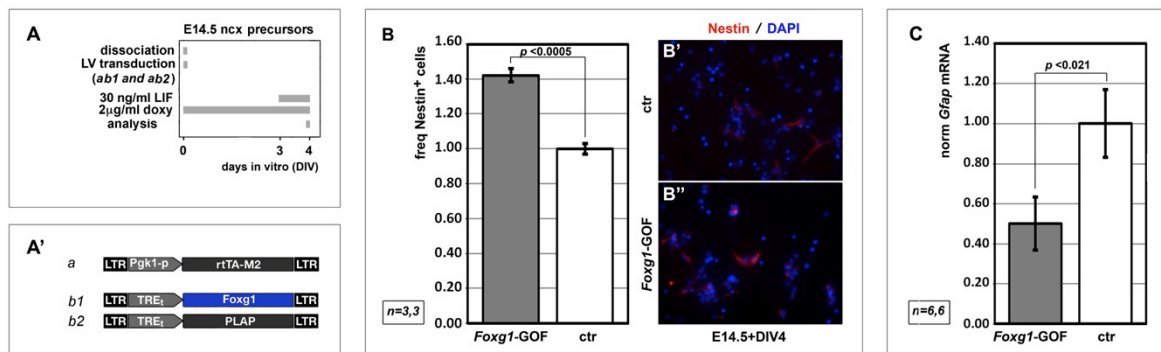 A
E14.5 ncx precursors
dissociation
LV transduction
(ab1 and ab2)
30 ng/ml LIF
2μg/ml doxy
analysis
0 3 4
days in vitro (DIV)
A'
a LTR Pgk1-p rtTA-M2 LTR
b1 LTR TREt Foxg1 LTR
b2 LTR TREt PLAP LTR
B
freq Nestin+ cells
1.60
1.40
1.20
1.00
0.80
0.60
0.40
0.20
0.00
p <0.0005
n=3,3
Foxg1-GOF ctr
Nestin / DAPI
B'
ctr
B''
Foxg1-GOF
E14.5+DIV4
C
norm Gfap mRNA
1.40
1.20
1.00
0.80
0.60
0.40
0.20
0.00
p <0.021
n=6,6
Foxg1-GOF ctr